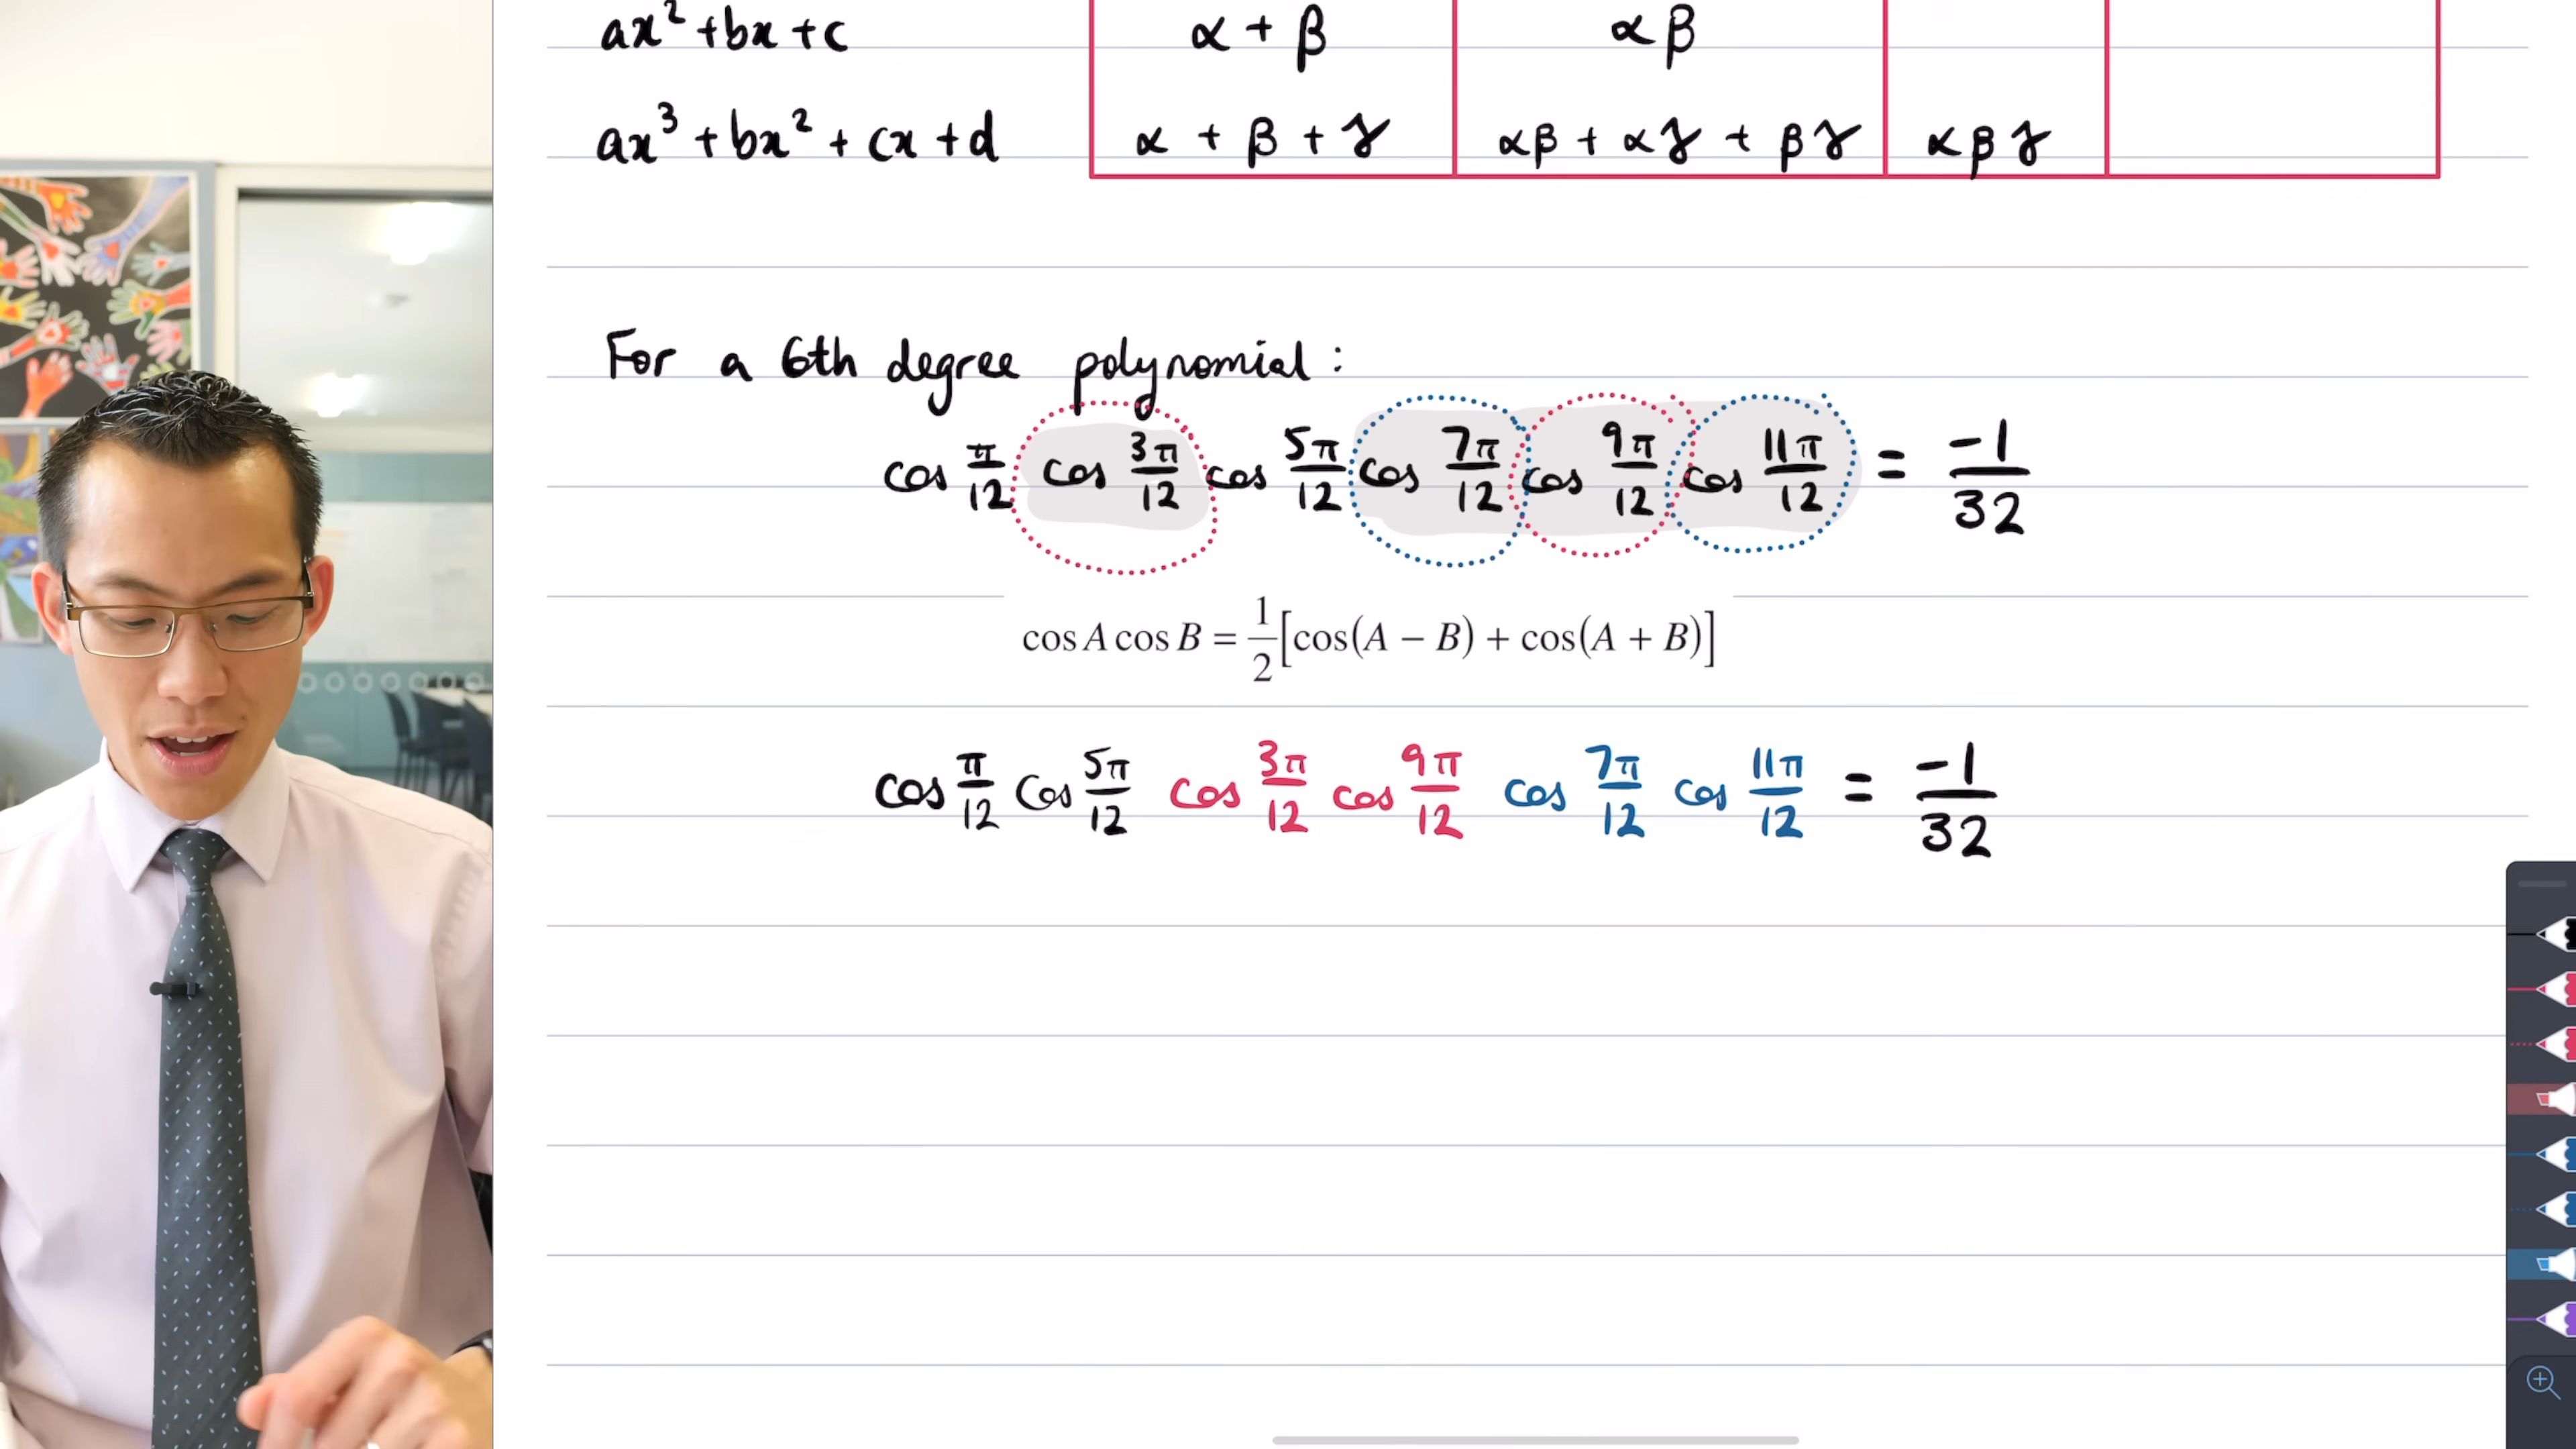 ax² + bx + c α + β αβ
ax³ + bx² + cx + d α + β + γ αβ + αγ + βγ αβγ
For a 6th degree polynomial :
cos π/12 cos 3π/12 cos 5π/12 cos 7π/12 cos 9π/12 cos 11π/12 = -1/32
cos A cos B = 1/2 [cos(A − B) + cos(A + B)]
cos π/12 cos 5π/12 cos 3π/12 cos 9π/12 cos 7π/12 cos 11π/12 = -1/32